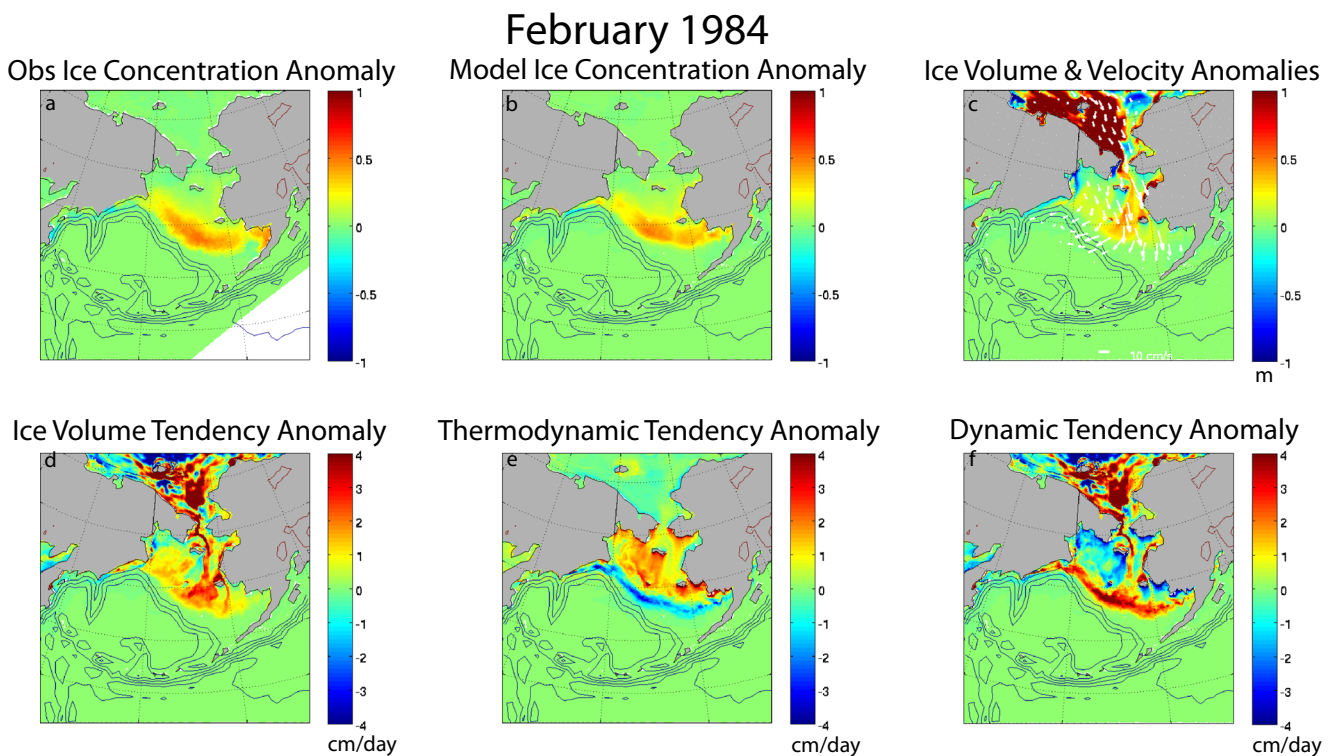 February 1984
Obs Ice Concentration Anomaly
a
1
0.5
0
-0.5
-1
Model Ice Concentration Anomaly
b
1
0.5
0
-0.5
-1
Ice Volume & Velocity Anomalies
c
10 cm/s
1
0.5
0
-0.5
-1
m
Ice Volume Tendency Anomaly
d
4
3
2
1
0
-1
-2
-3
-4
cm/day
Thermodynamic Tendency Anomaly
e
4
3
2
1
0
-1
-2
-3
-4
cm/day
Dynamic Tendency Anomaly
f
4
3
2
1
0
-1
-2
-3
-4
cm/day